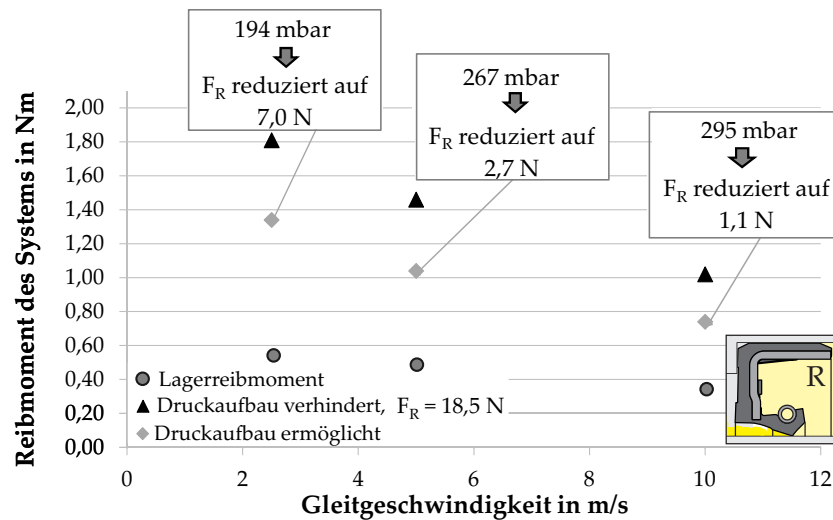 194 mbar
F_R reduziert auf
7,0 N
267 mbar
F_R reduziert auf
2,7 N
295 mbar
F_R reduziert auf
1,1 N
Reibmoment des Systems in Nm
2,00
1,80
1,60
1,40
1,20
1,00
0,80
0,60
0,40
0,20
0,00
Lagerreibmoment
Druckaufbau verhindert, F_R = 18,5 N
Druckaufbau ermöglicht
R
0 2 4 6 8 10 12
Gleitgeschwindigkeit in m/s